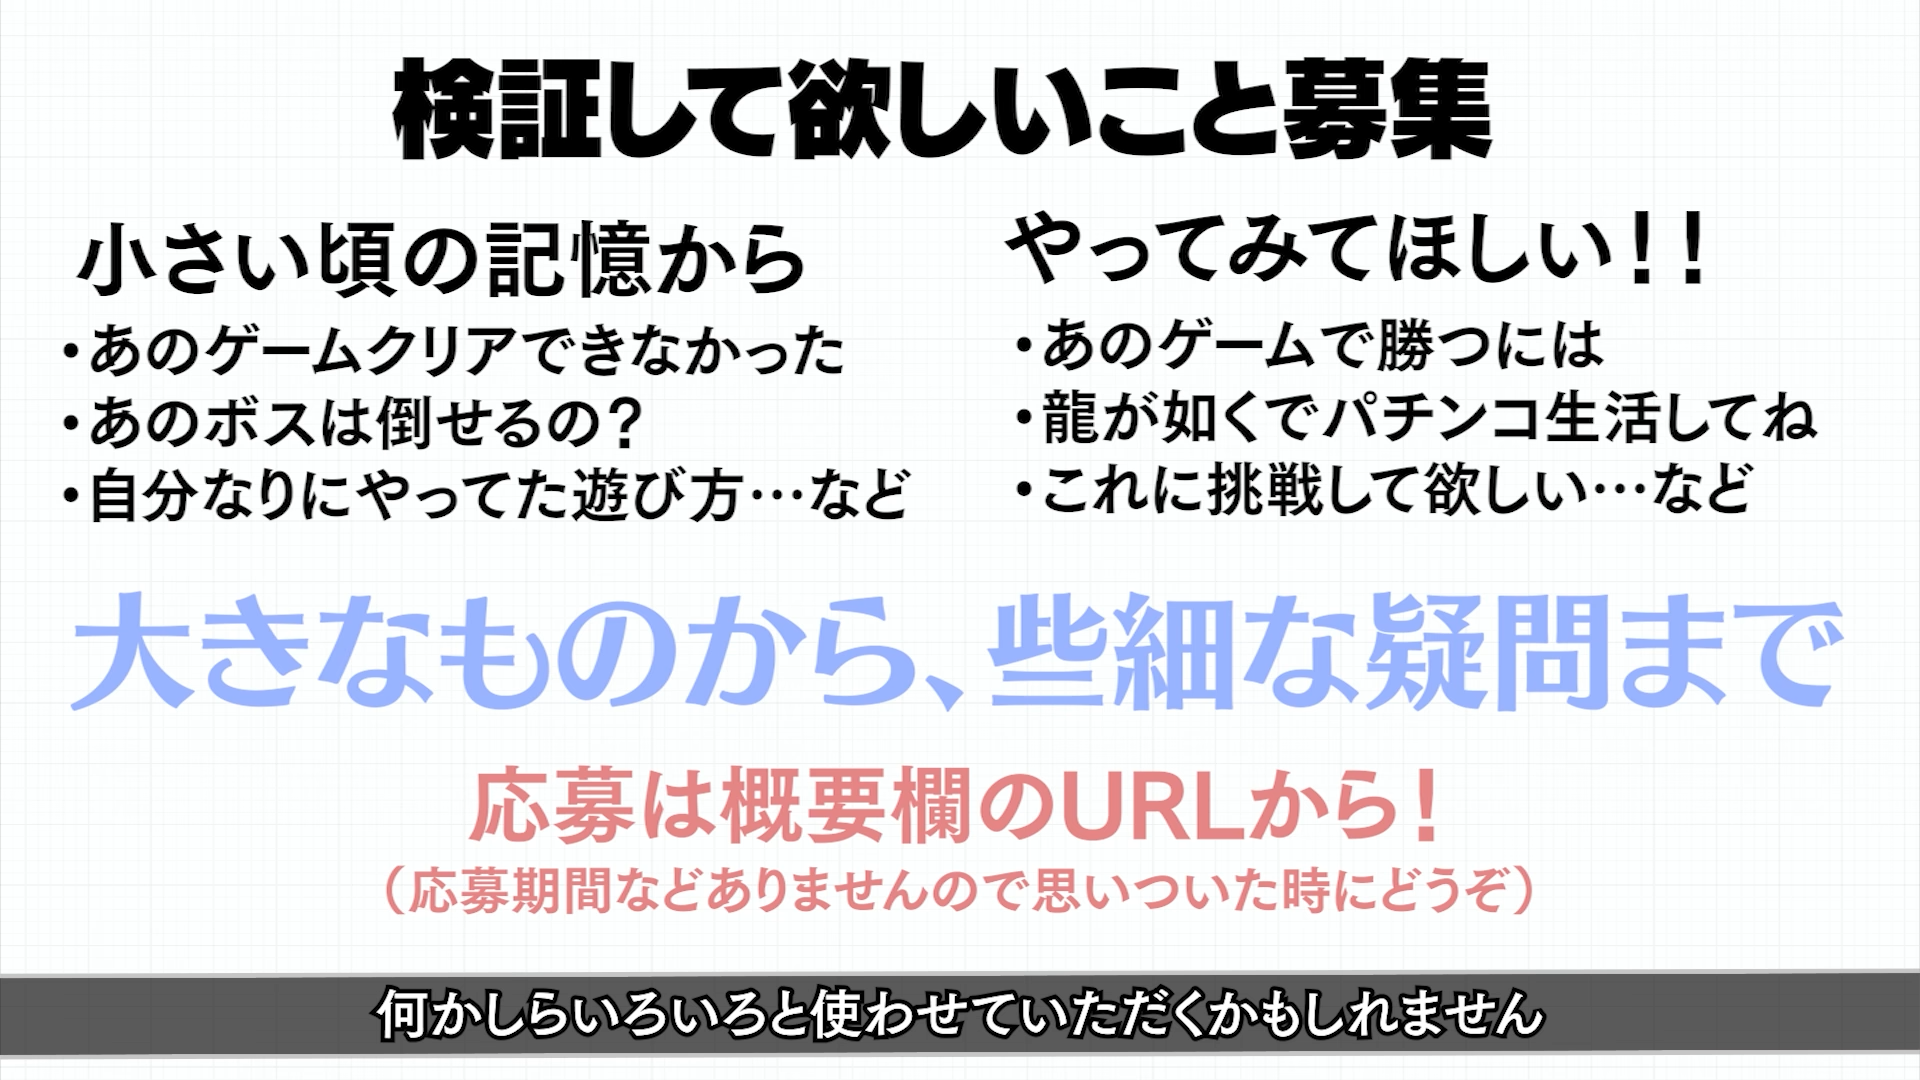 検証して欲しいこと募集
小さい頃の記憶から
・あのゲームクリアできなかった
・あのボスは倒せるの?
・自分なりにやってた遊び方…など
やってみてほしい!!
・あのゲームで勝つには
・龍が如くでパチンコ生活してね
・これに挑戦して欲しい…など
大きなものから、些細な疑問まで
応募は概要欄のURLから!
(応募期間などありませんので思いついた時にどうぞ)
何かしらいろいろと使わせていただくかもしれません